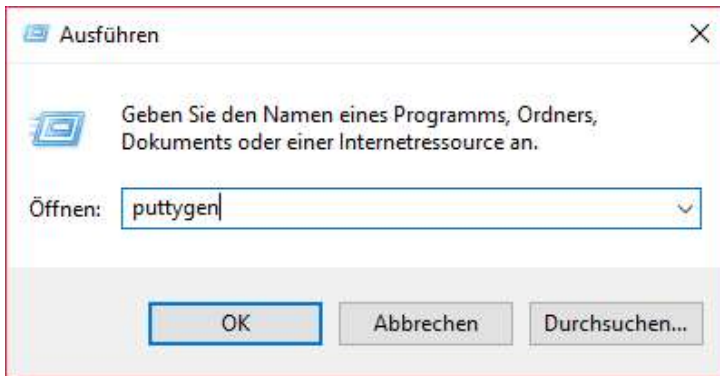 Ausführen
Geben Sie den Namen eines Programms, Ordners,
Dokuments oder einer Internetressource an.
Öffnen: puttygen
OK Abbrechen Durchsuchen...